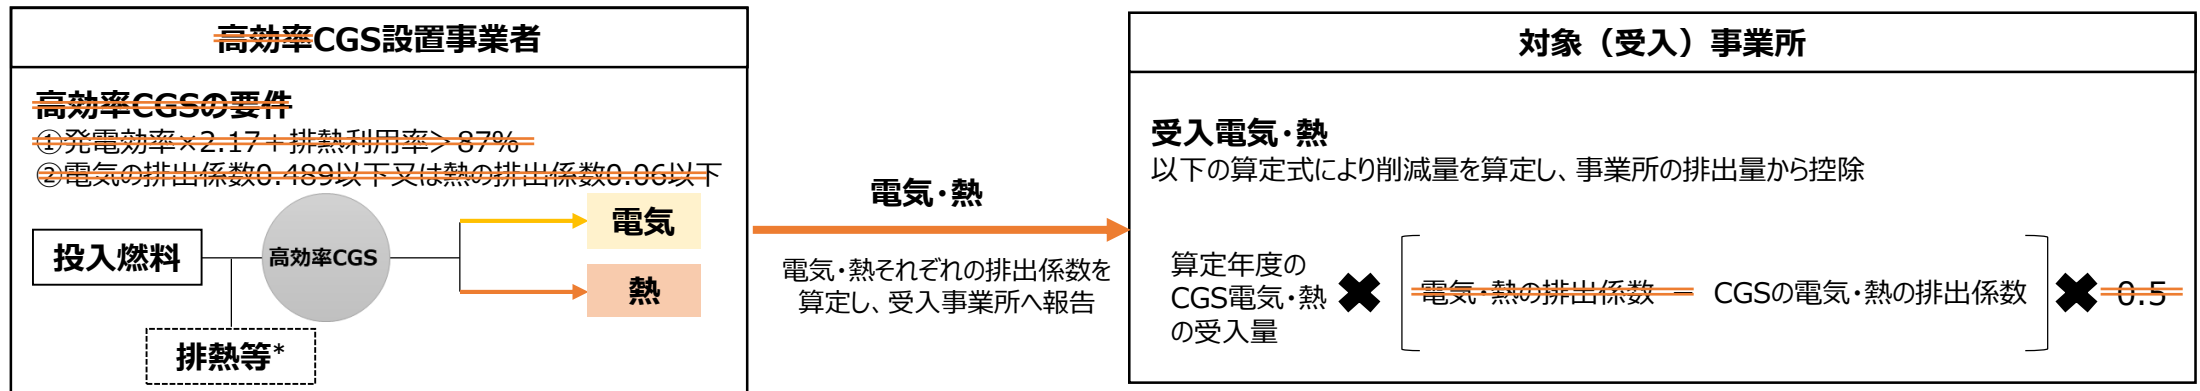 高効率CGS設置事業者
高効率CGSの要件
①発電効率×2.17+排熱利用率≧87%
②電気の排出係数0.489以下又は熱の排出係数0.06以下
投入燃料
高効率CGS
電気
熱
排熱等*
電気・熱
電気・熱それぞれの排出係数を
算定し、受入事業所へ報告
対象（受入）事業所
受入電気・熱
以下の算定式により削減量を算定し、事業所の排出量から控除
算定年度の
CGS電気・熱
の受入量
✖
電気・熱の排出係数 － CGSの電気・熱の排出係数
✖ 0.5